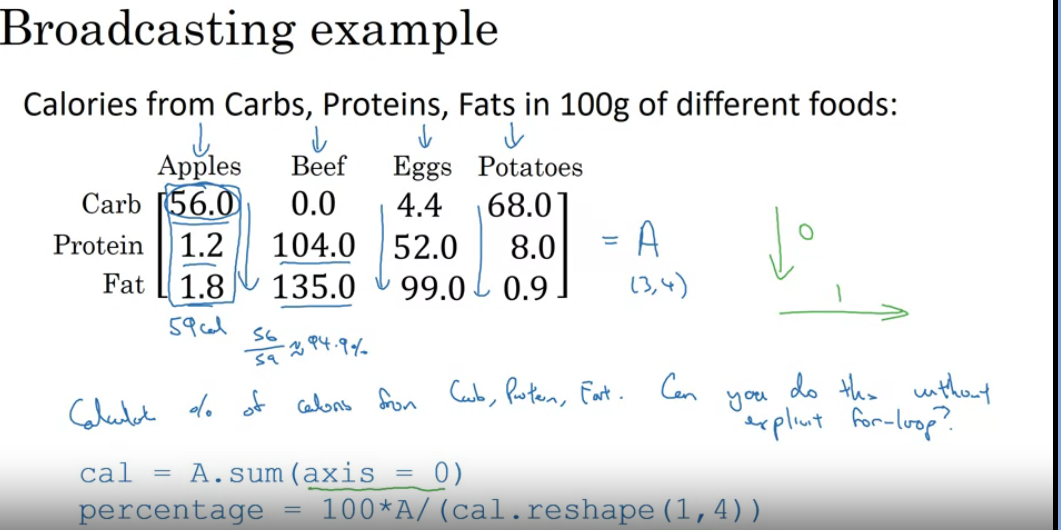 Broadcasting example
Calories from Carbs, Proteins, Fats in 100g of different foods:
Apples Beef Eggs Potatoes
Carb 56.0 0.0 4.4 68.0
Protein 1.2 104.0 52.0 8.0 = A
Fat 1.8 135.0 99.0 0.9 (3,4)
0
1
59cal
56/59 ≈ 94.9%
Calculate % of calories from Carb, Protein, Fat. Can you do this without
explicit for-loop?
cal = A.sum(axis = 0)
percentage = 100*A/(cal.reshape(1,4))